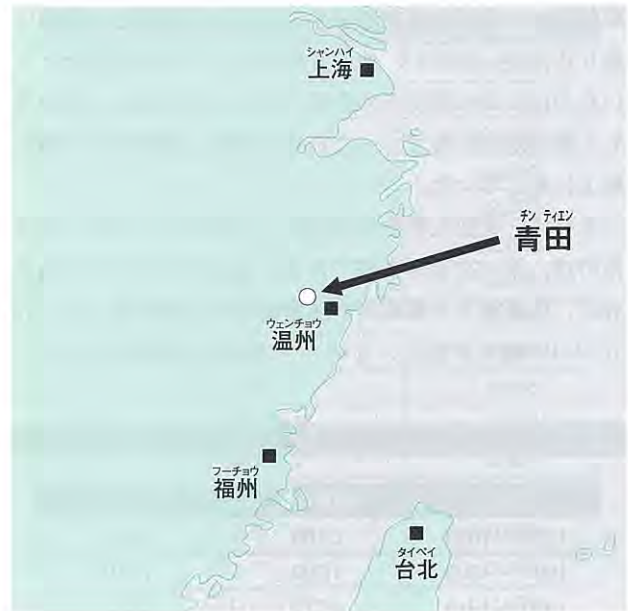 シャンハイ
上海
チン ティエン
青田
ウェンチョウ
温州
フーチョウ
福州
タイペイ
台北